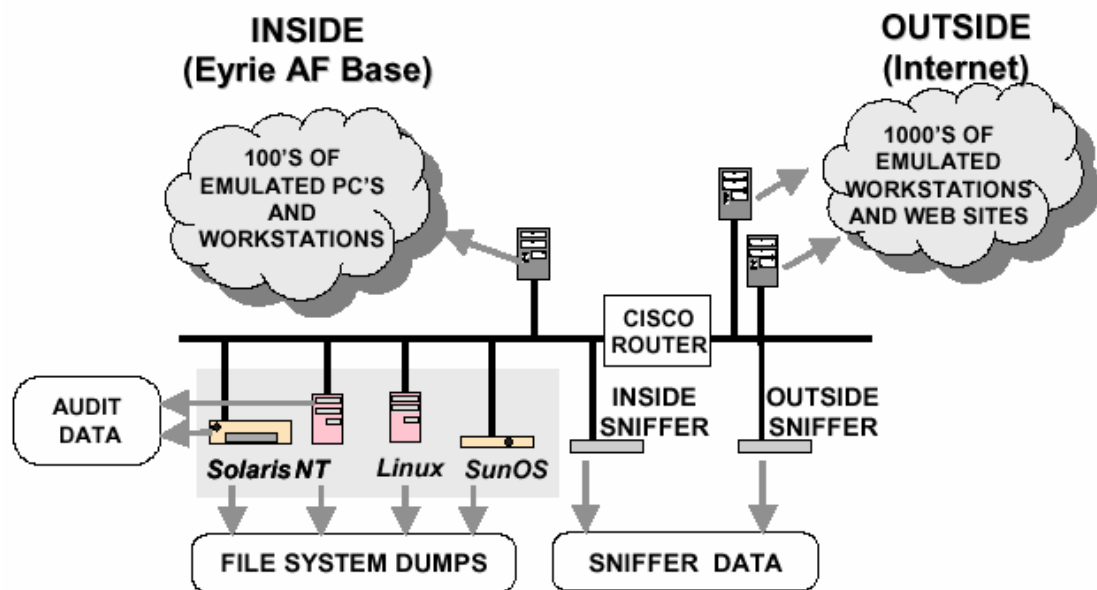 INSIDE
(Eyrie AF Base)
OUTSIDE
(Internet)
100'S OF
EMULATED PC'S
AND
WORKSTATIONS
1000'S OF
EMULATED
WORKSTATIONS
AND WEB SITES
CISCO
ROUTER
AUDIT
DATA
INSIDE
SNIFFER
OUTSIDE
SNIFFER
Solaris NT Linux SunOS
FILE SYSTEM DUMPS
SNIFFER DATA